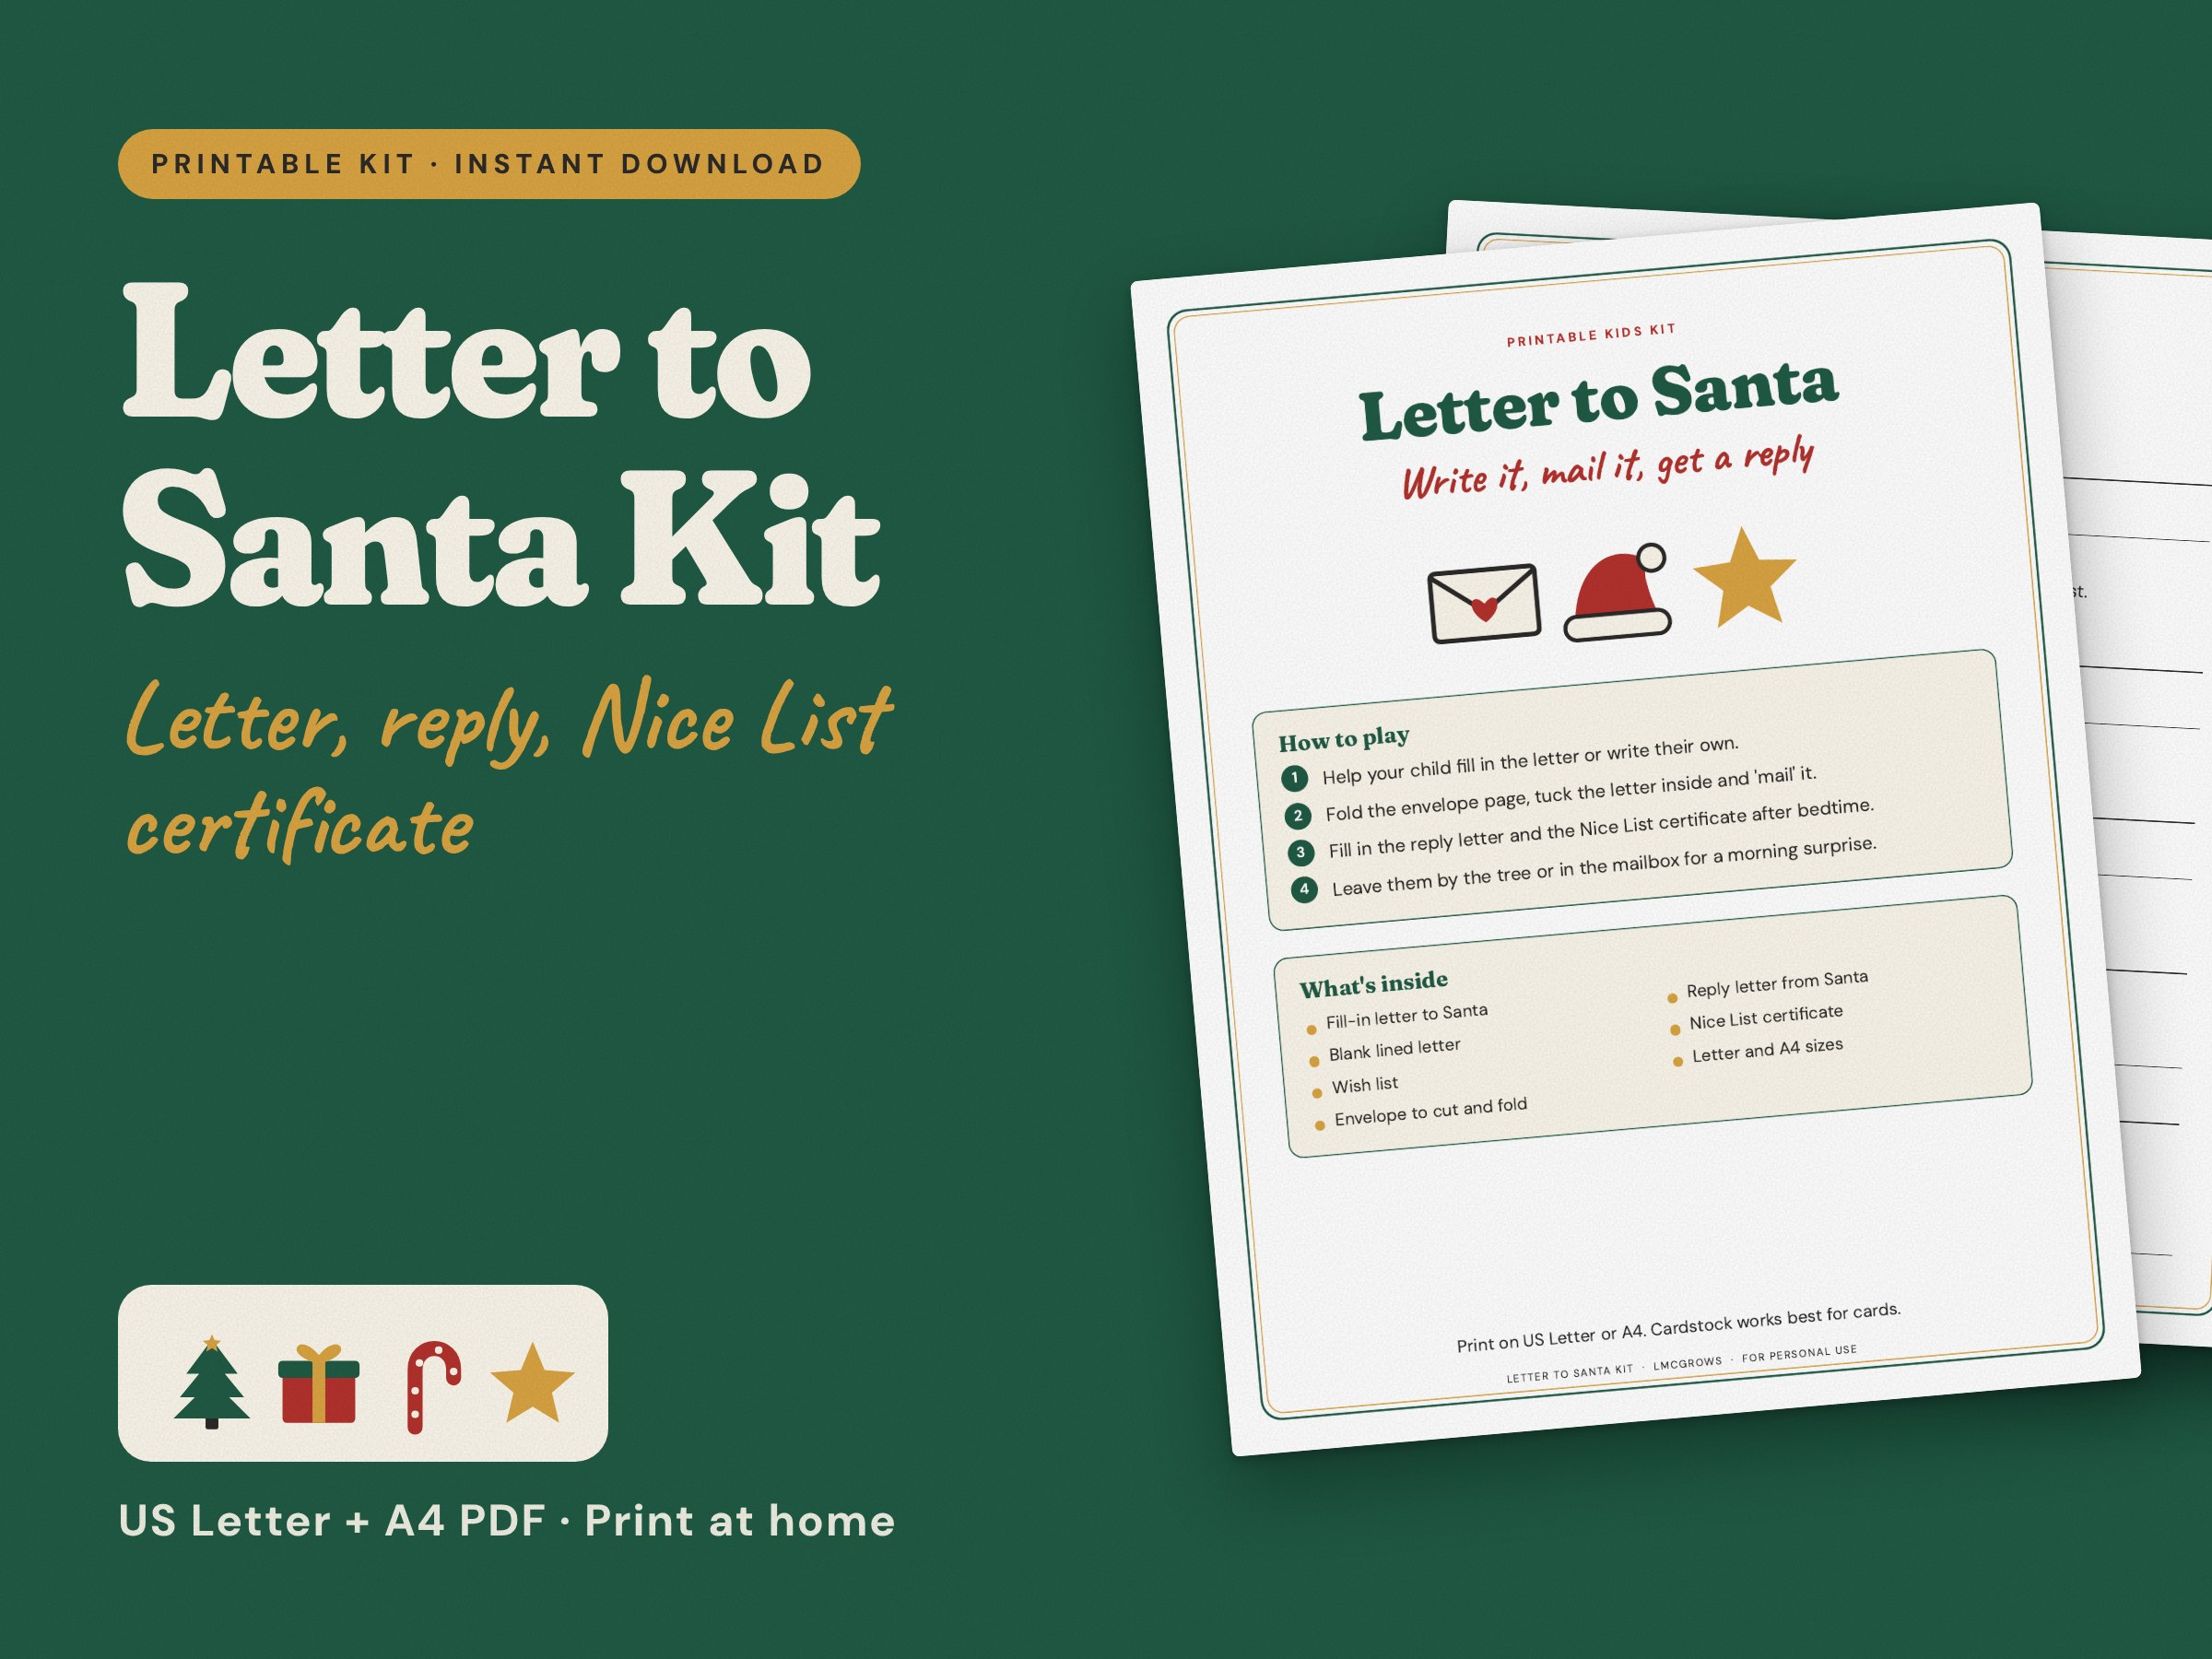 PRINTABLE KIT · INSTANT DOWNLOAD
Letter to
Santa Kit
Letter, reply, Nice List
certificate
US Letter + A4 PDF · Print at home
PRINTABLE KIDS KIT
Letter to Santa
Write it, mail it, get a reply
How to play
1 Help your child fill in the letter or write their own.
2 Fold the envelope page, tuck the letter inside and 'mail' it.
3 Fill in the reply letter and the Nice List certificate after bedtime.
4 Leave them by the tree or in the mailbox for a morning surprise.
What's inside
Fill-in letter to Santa
Blank lined letter
Wish list
Envelope to cut and fold
Reply letter from Santa
Nice List certificate
Letter and A4 sizes
Print on US Letter or A4. Cardstock works best for cards.
LETTER TO SANTA KIT · LMCGROWS · FOR PERSONAL USE